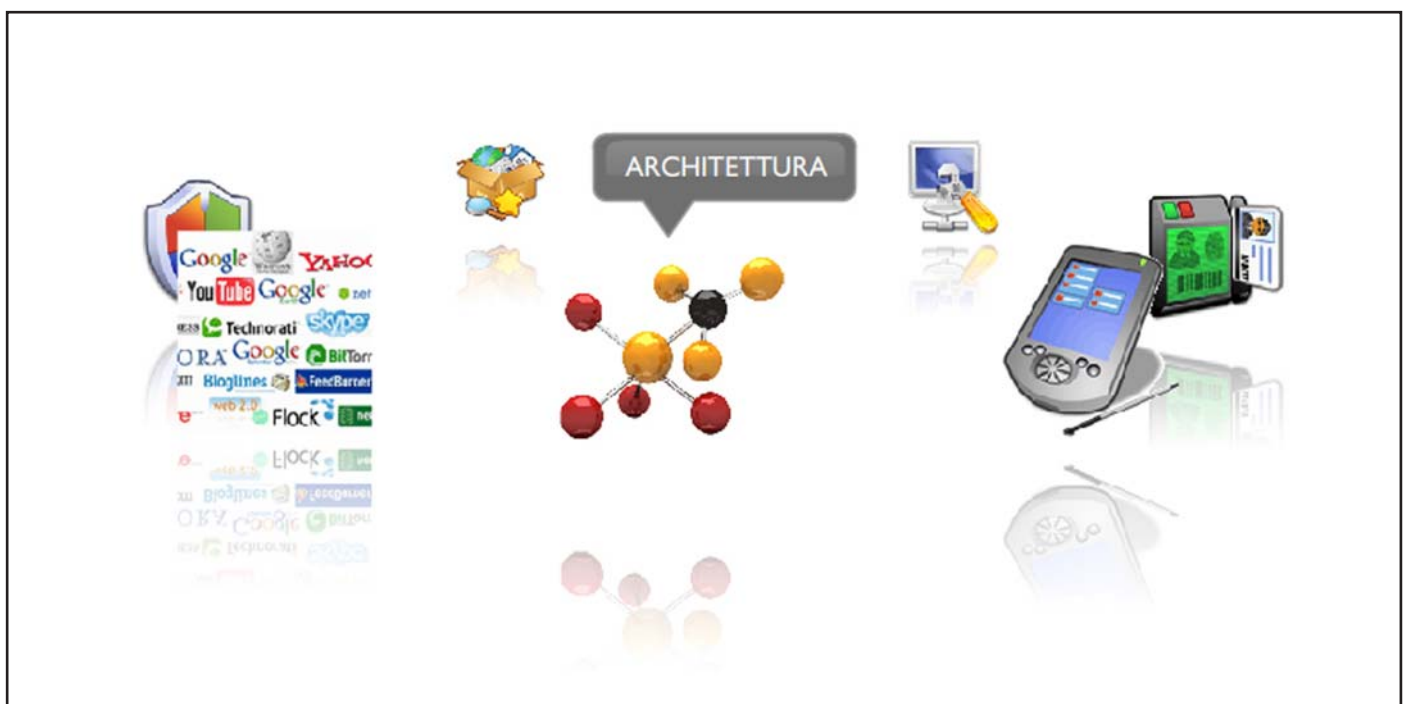 ARCHITETTURA
Google YAHOO
YouTube Google
Technorati skype
Google BitTorr
Bloglines FeedBurner
web 2.0 Flock